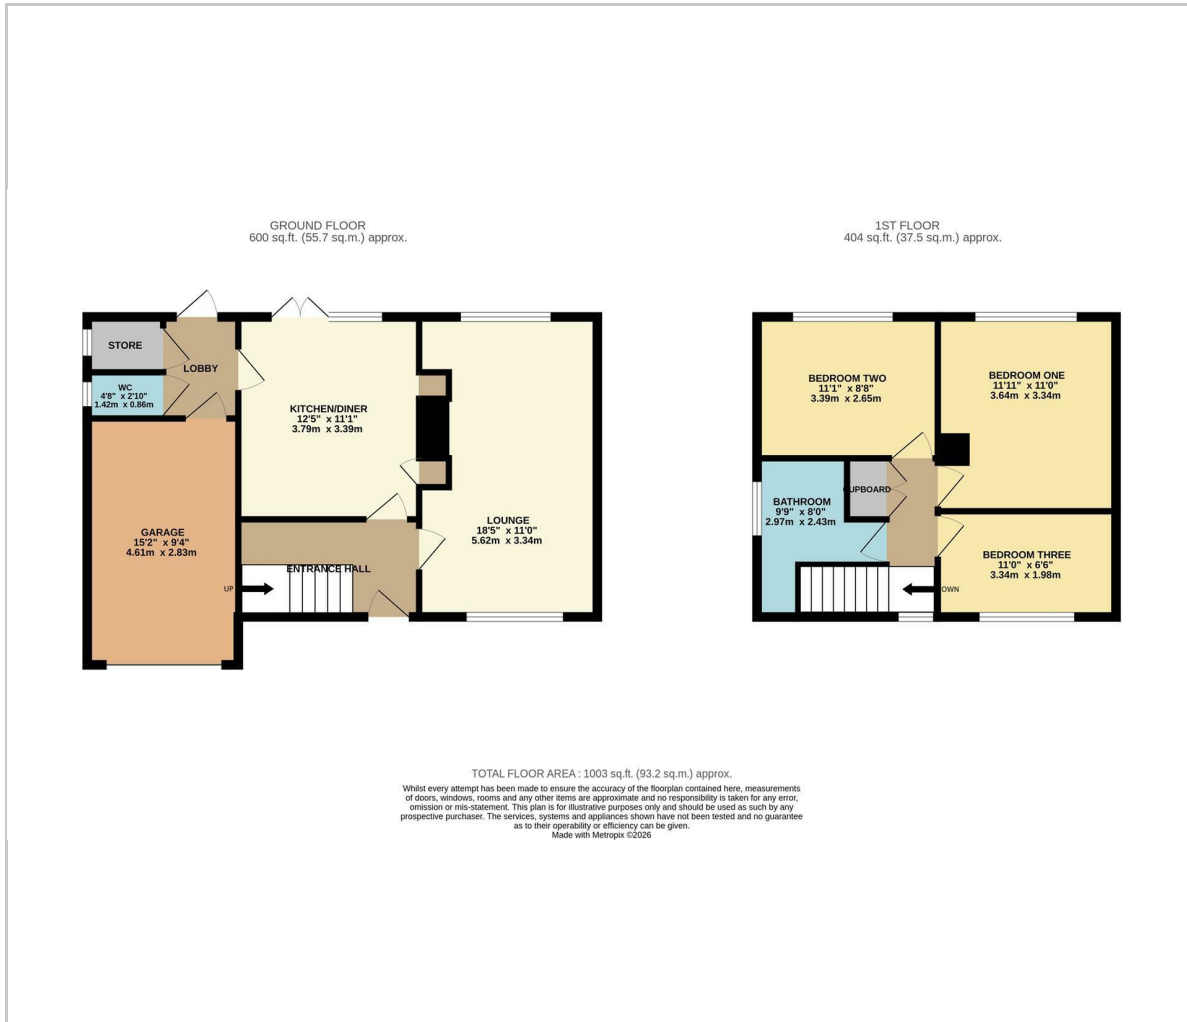 GROUND FLOOR
600 sq.ft. (55.7 sq.m.) approx.
STORE
WC
4'8" x 2'10"
1.42m x 0.86m
LOBBY
KITCHEN/DINER
12'5" x 11'1"
3.79m x 3.39m
GARAGE
15'2" x 9'4"
4.61m x 2.83m
LOUNGE
18'5" x 11'0"
5.62m x 3.34m
ENTRANCE HALL
UP
1ST FLOOR
404 sq.ft. (37.5 sq.m.) approx.
BEDROOM TWO
11'1" x 8'8"
3.39m x 2.65m
BEDROOM ONE
11'11" x 11'0"
3.64m x 3.34m
CUPBOARD
BATHROOM
9'9" x 8'0"
2.97m x 2.43m
BEDROOM THREE
11'0" x 6'6"
3.34m x 1.98m
OWN
TOTAL FLOOR AREA : 1003 sq.ft. (93.2 sq.m.) approx.
Whilst every attempt has been made to ensure the accuracy of the floorplan contained here, measurements
of doors, windows, rooms and any other items are approximate and no responsibility is taken for any error,
omission or mis-statement. This plan is for illustrative purposes only and should be used as such by any
prospective purchaser. The services, systems and appliances shown have not been tested and no guarantee
as to their operability or efficiency can be given.
Made with Metropix ©2026